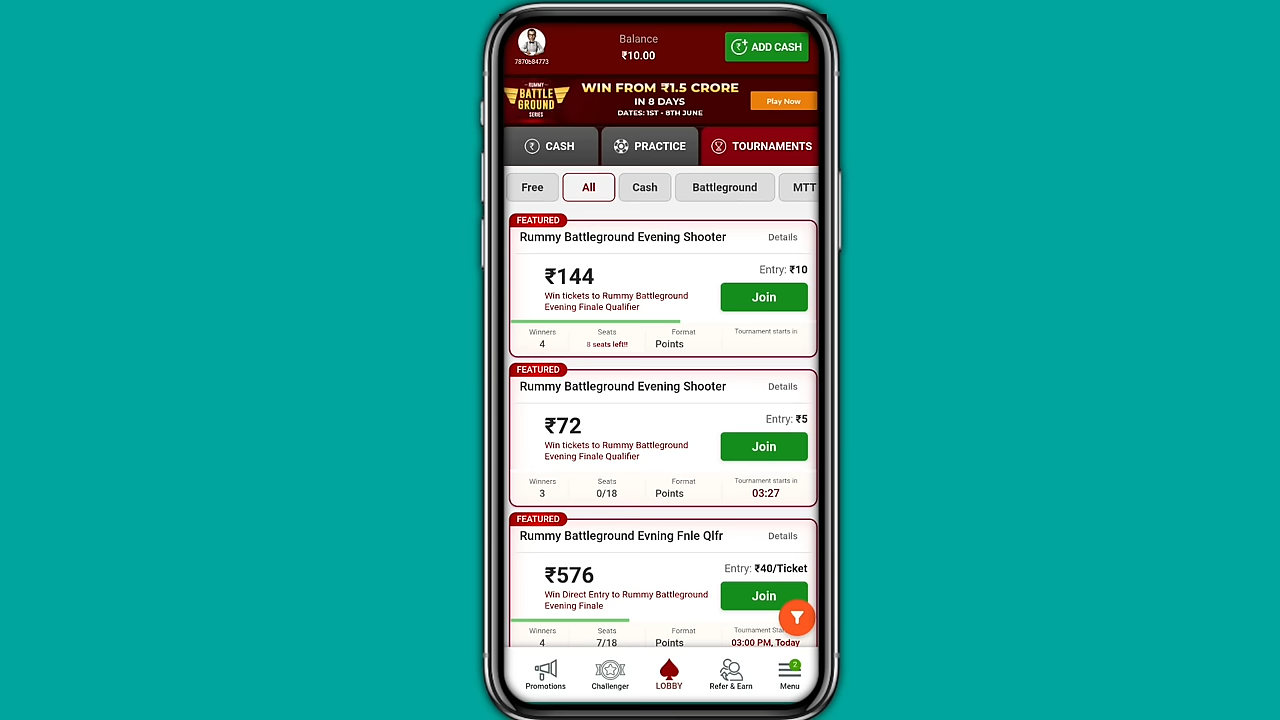 Balance
₹10.00
ADD CASH
RUMMY
BATTLE
GROUND
SERIES
WIN FROM ₹1.5 CRORE
IN 8 DAYS
DATES: 1ST - 8TH JUNE
Play Now
CASH
PRACTICE
TOURNAMENTS
Free
All
Cash
Battleground
MTT
FEATURED
Rummy Battleground Evening Shooter
Details
₹144
Entry: ₹10
Win tickets to Rummy Battleground
Evening Finale Qualifier
Join
Winners
Seats
Format
Tournament starts in
4
8 seats left!!
Points
FEATURED
Rummy Battleground Evening Shooter
Details
₹72
Entry: ₹5
Win tickets to Rummy Battleground
Evening Finale Qualifier
Join
Winners
Seats
Format
Tournament starts in
3
0/18
Points
03:27
FEATURED
Rummy Battleground Evning Fnle Qlfr
Details
₹576
Entry: ₹40/Ticket
Win Direct Entry to Rummy Battleground
Evening Finale
Join
Winners
Seats
Format
Tournament
4
7/18
Points
03:00 PM, Today
Promotions
Challenger
LOBBY
Refer & Earn
2
Menu